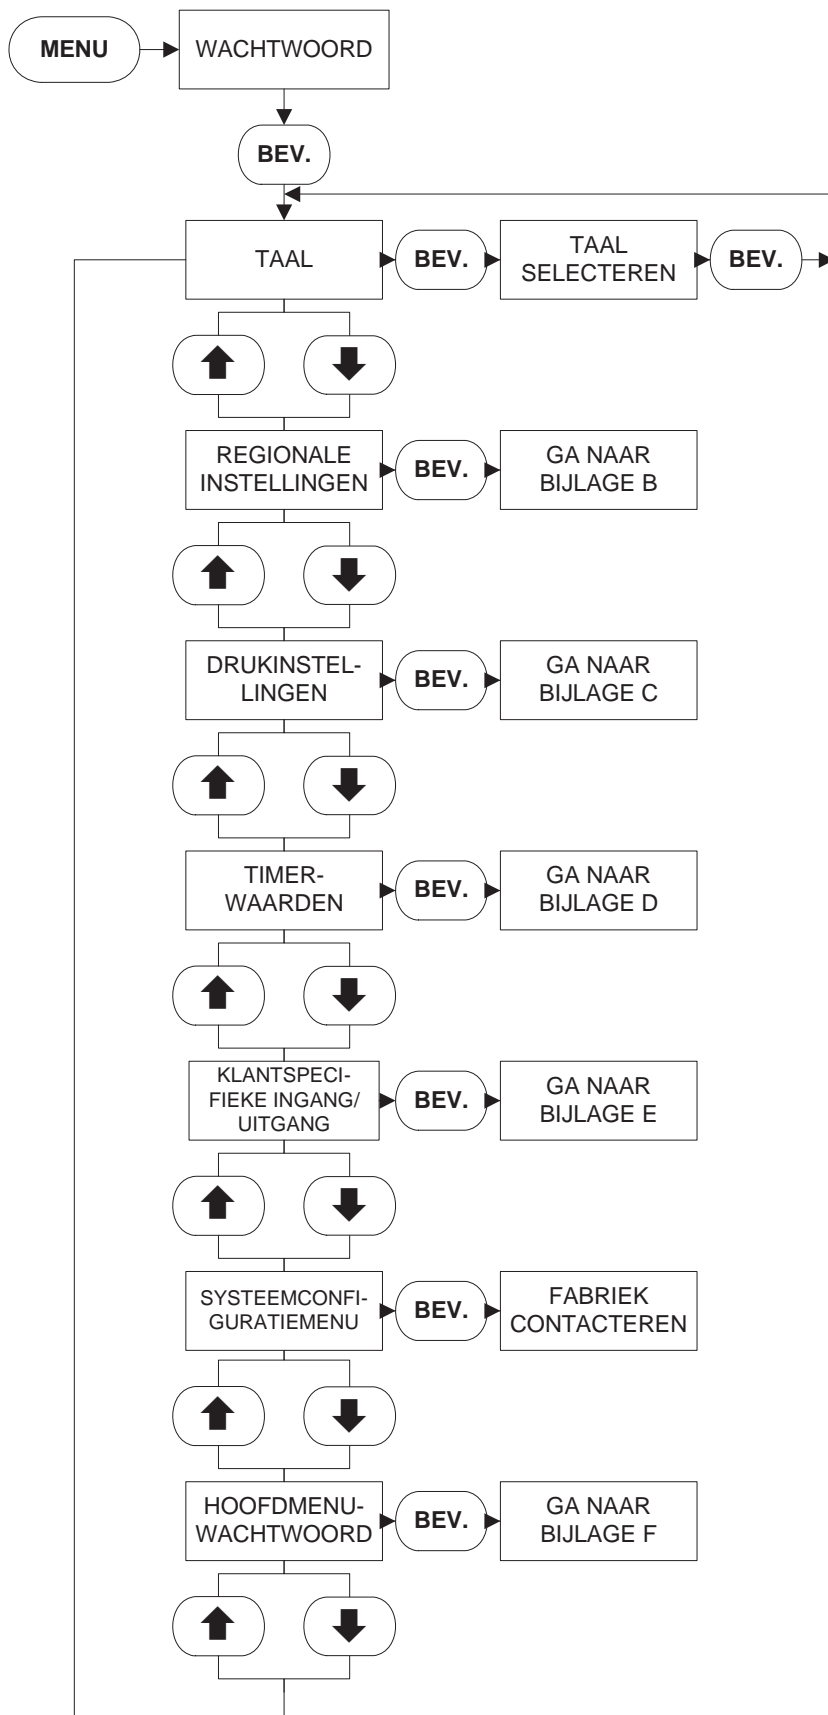 MENU
WACHTWOORD
BEV.
TAAL
BEV.
TAAL
SELECTEREN
BEV.
REGIONALE
INSTELLINGEN
BEV.
GA NAAR
BIJLAGE B
DRUKINSTEL-
LINGEN
BEV.
GA NAAR
BIJLAGE C
TIMER-
WAARDEN
BEV.
GA NAAR
BIJLAGE D
KLANTSPECI-
FIEKE INGANG/
UITGANG
BEV.
GA NAAR
BIJLAGE E
SYSTEEMCONFI-
GURATIEMENU
BEV.
FABRIEK
CONTACTEREN
HOOFDMENU-
WACHTWOORD
BEV.
GA NAAR
BIJLAGE F